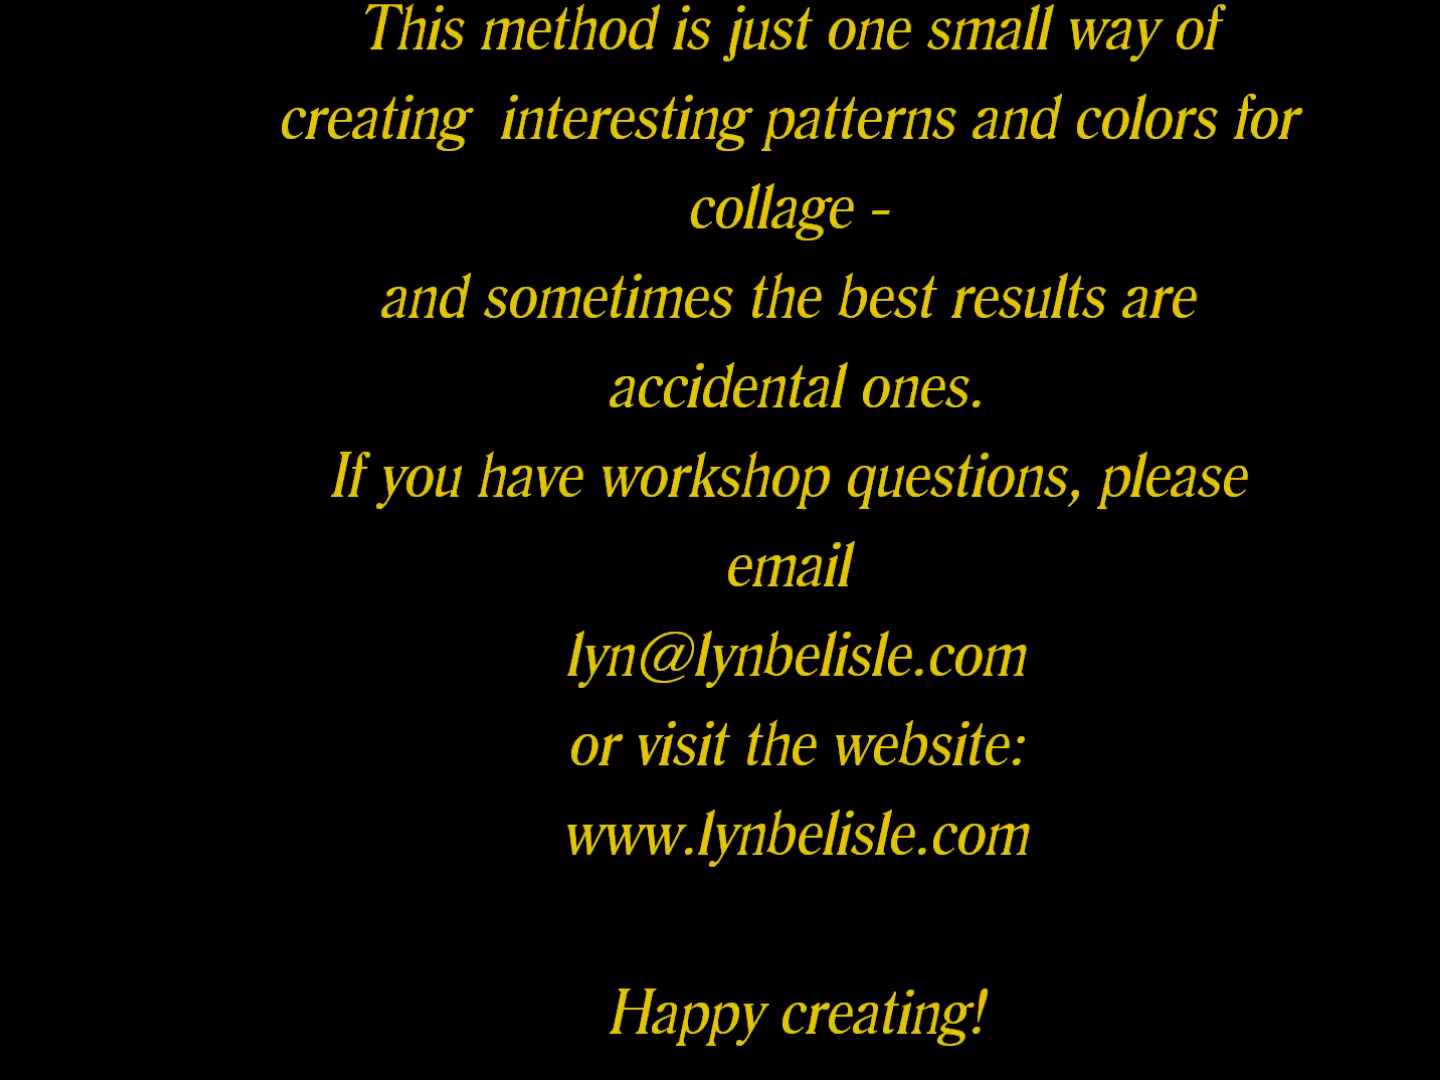 This method is just one small way of
creating  interesting patterns and colors for
collage -
and sometimes the best results are
accidental ones.
If you have workshop questions, please
email
lyn@lynbelisle.com
or visit the website:
www.lynbelisle.com
Happy creating!